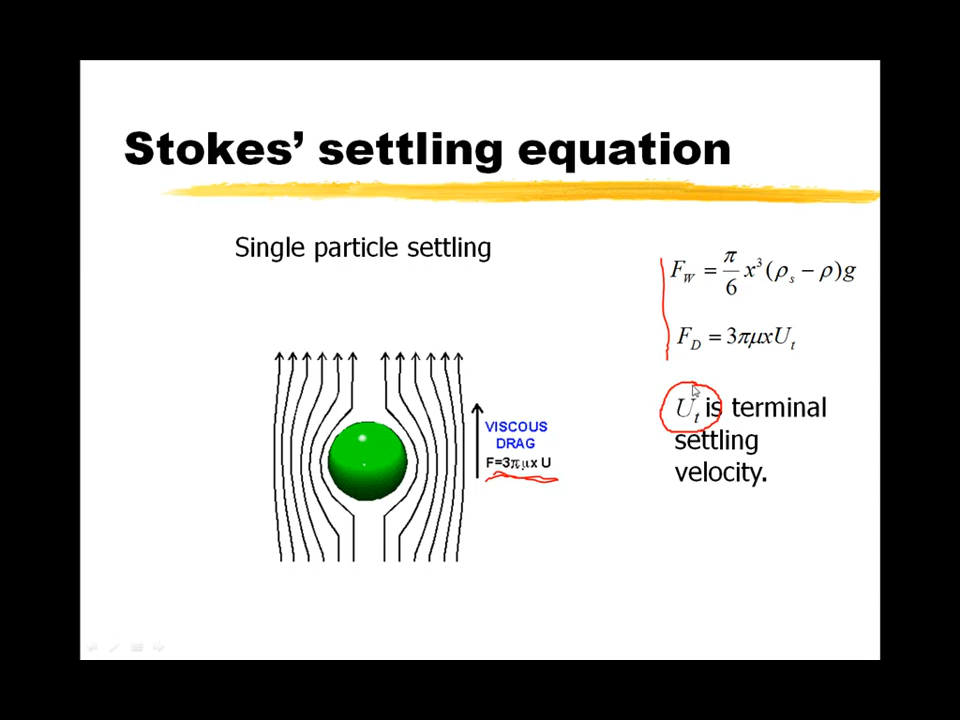 Stokes’ settling equation
Single particle settling
F_W = π/6 x³(ρ_s − ρ)g
F_D = 3πμxU_t
U_t is terminal
settling
velocity.
VISCOUS
DRAG
F=3πμx U